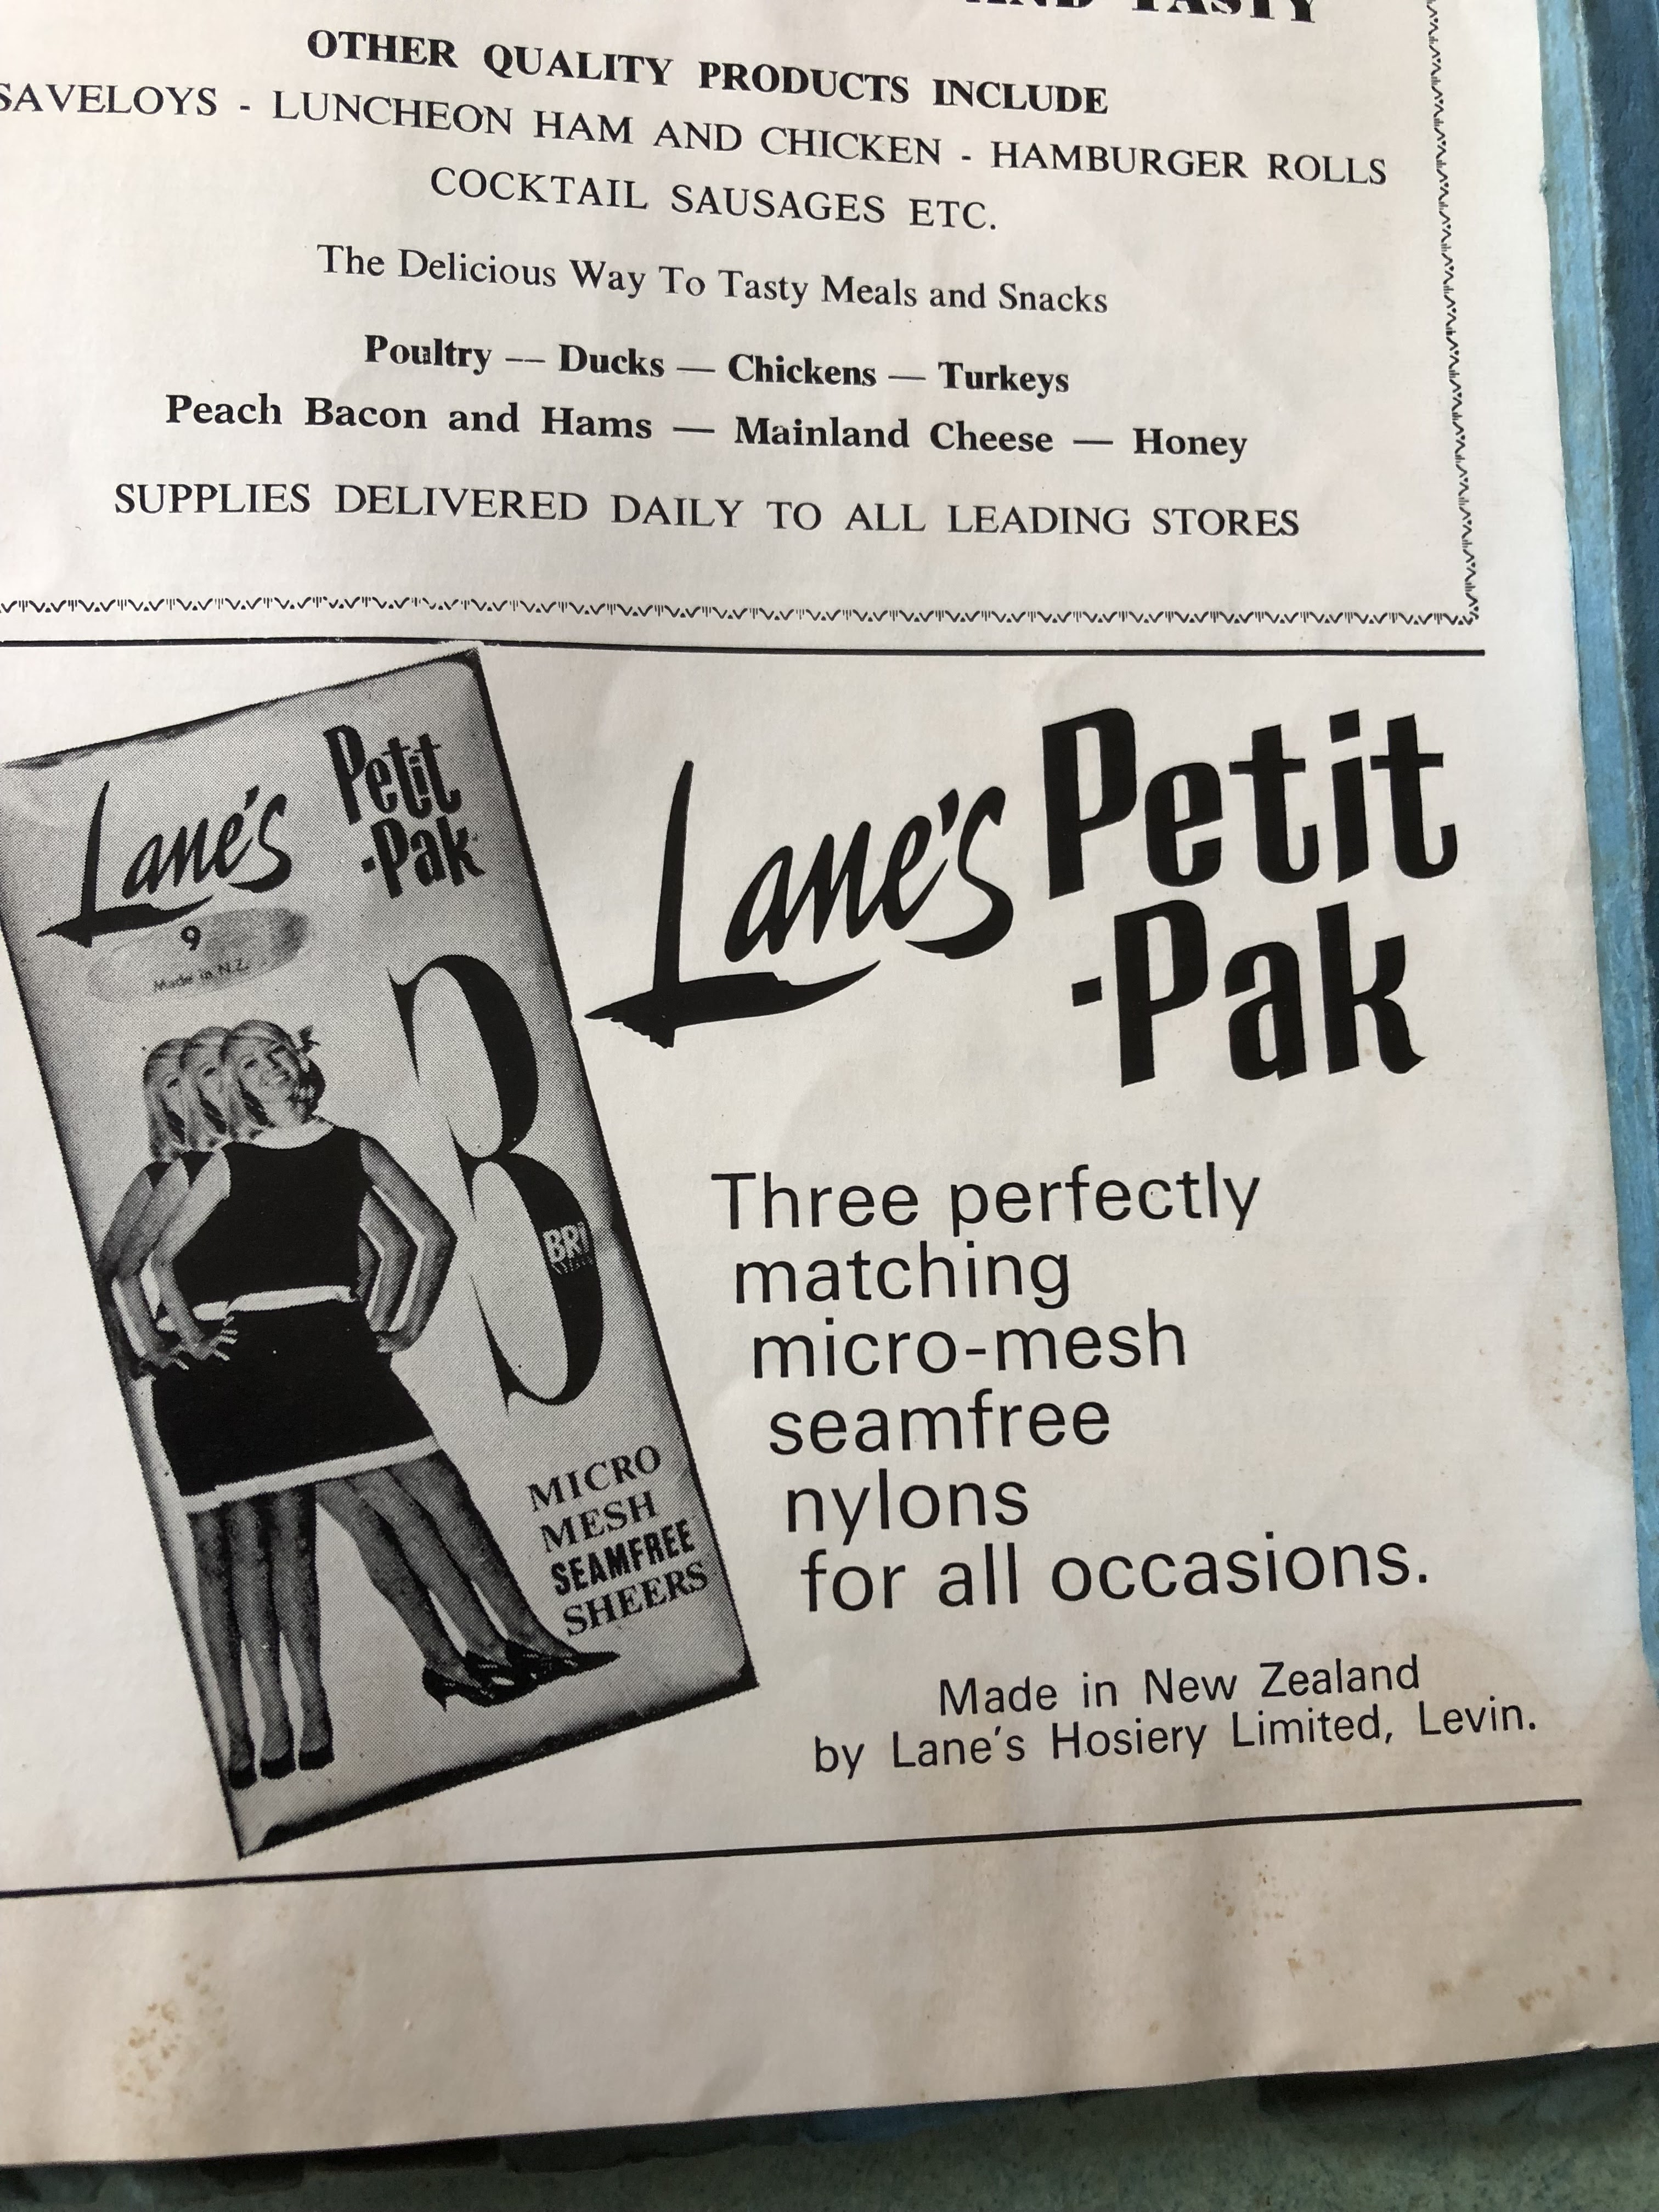 AND TASTY
OTHER QUALITY PRODUCTS INCLUDE
SAVELOYS - LUNCHEON HAM AND CHICKEN - HAMBURGER ROLLS
COCKTAIL SAUSAGES ETC.
The Delicious Way To Tasty Meals and Snacks
Poultry — Ducks — Chickens — Turkeys
Peach Bacon and Hams — Mainland Cheese — Honey
SUPPLIES DELIVERED DAILY TO ALL LEADING STORES
Lane's Petit
-Pak
9
Made in N.Z.
3
BRI
MICRO
MESH
SEAMFREE
SHEERS
Lane's Petit
-Pak
Three perfectly
matching
micro-mesh
seamfree
nylons
for all occasions.
Made in New Zealand
by Lane's Hosiery Limited, Levin.